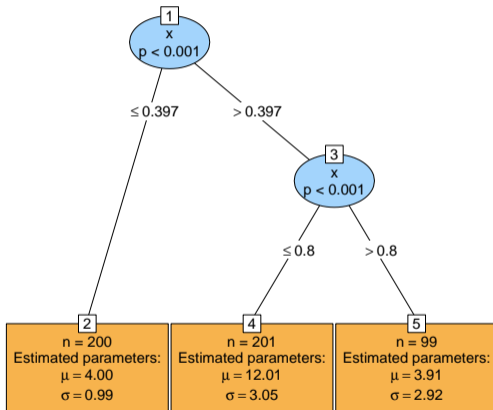 1
x
p < 0.001
≤ 0.397
> 0.397
3
x
p < 0.001
≤ 0.8
> 0.8
2
n = 200
Estimated parameters:
μ = 4.00
σ = 0.99
4
n = 201
Estimated parameters:
μ = 12.01
σ = 3.05
5
n = 99
Estimated parameters:
μ = 3.91
σ = 2.92